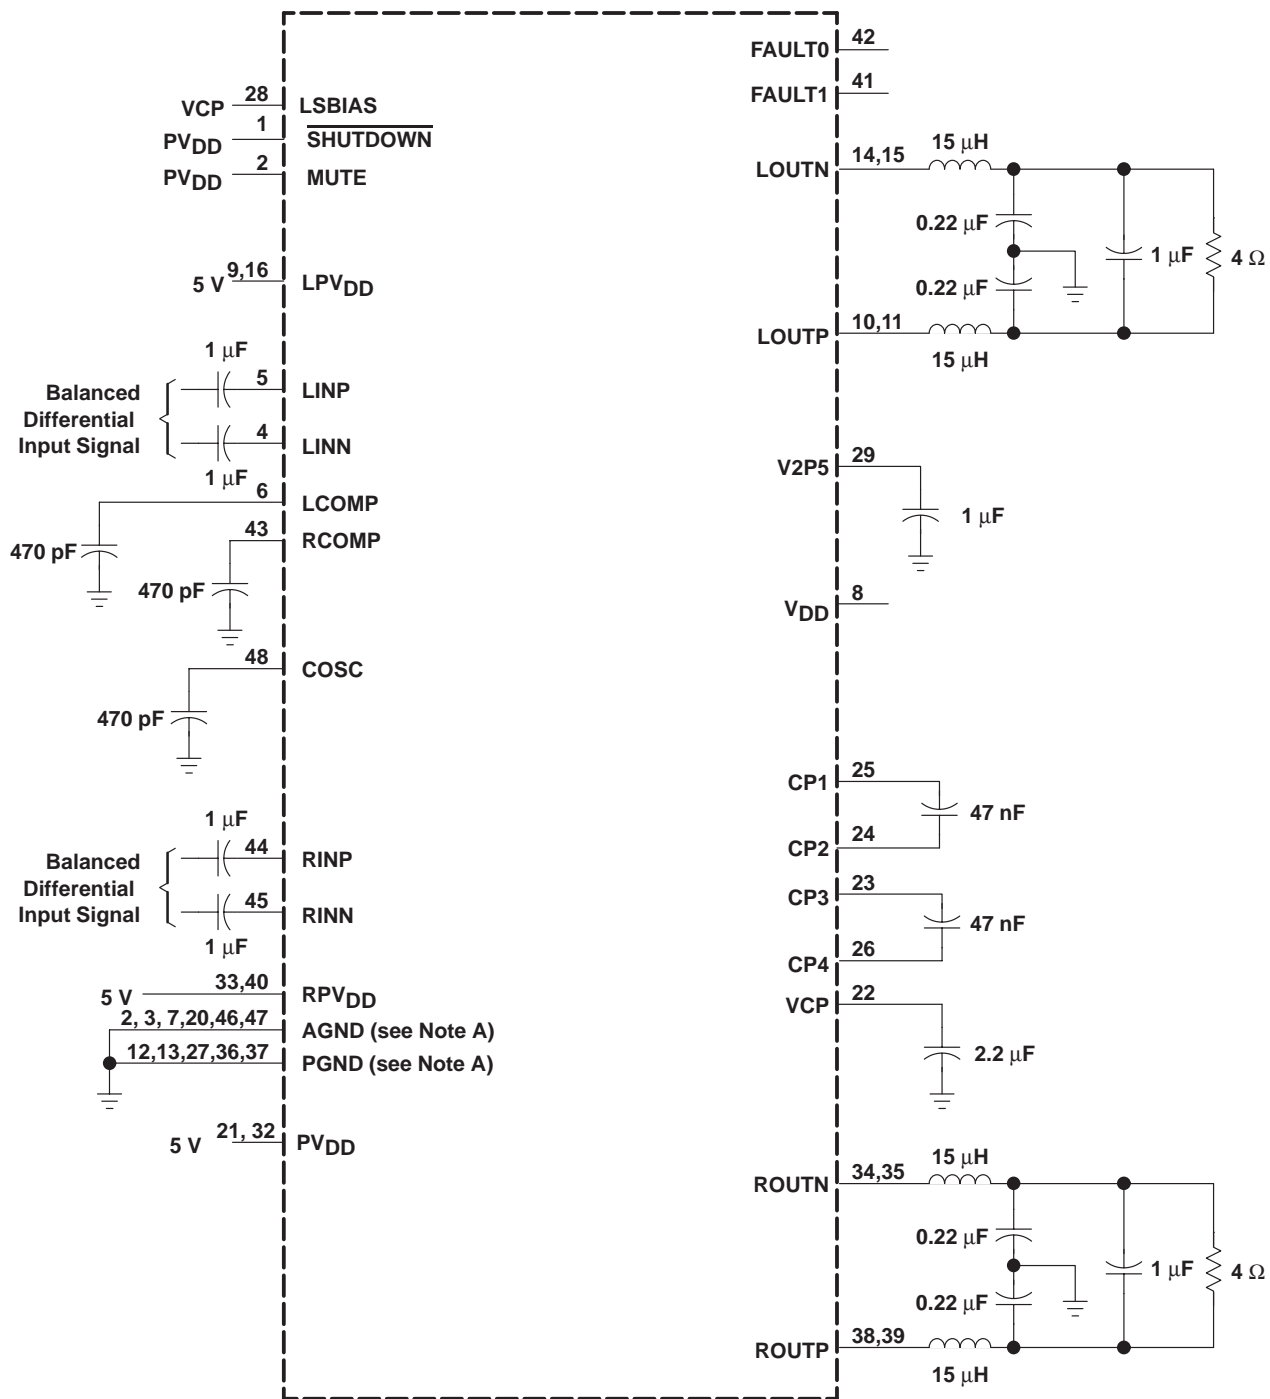 FAULT0 42
FAULT1 41
VCP 28 LSBIAS
PVDD 1 SHUTDOWN
PVDD 2 MUTE
15 μH
LOUTN 14,15
0.22 μF
1 μF
4 Ω
0.22 μF
LOUTP 10,11
15 μH
5 V 9,16 LPVDD
1 μF
5 LINP
Balanced
Differential
Input Signal
4 LINN
1 μF
6 LCOMP
470 pF
43 RCOMP
470 pF
V2P5 29
1 μF
VDD 8
48 COSC
470 pF
CP1 25
47 nF
CP2 24
1 μF
44 RINP
Balanced
Differential
Input Signal
45 RINN
1 μF
CP3 23
47 nF
CP4 26
5 V 33,40 RPVDD
2, 3, 7,20,46,47 AGND (see Note A)
12,13,27,36,37 PGND (see Note A)
VCP 22
2.2 μF
5 V 21, 32 PVDD
15 μH
ROUTN 34,35
0.22 μF
1 μF
4 Ω
0.22 μF
ROUTP 38,39
15 μH